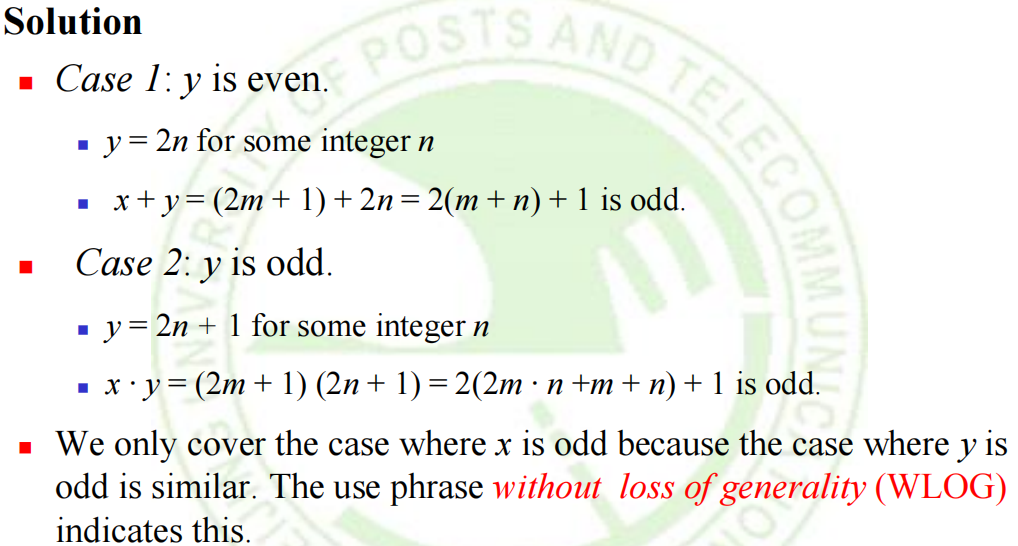 Solution
Case 1: y is even.
y = 2n for some integer n
x + y = (2m + 1) + 2n = 2(m + n) + 1 is odd.
Case 2: y is odd.
y = 2n + 1 for some integer n
x · y = (2m + 1) (2n + 1) = 2(2m · n +m + n) + 1 is odd.
We only cover the case where x is odd because the case where y is
odd is similar. The use phrase without loss of generality (WLOG)
indicates this.
OF POSTS AND TELECOMMUNIC